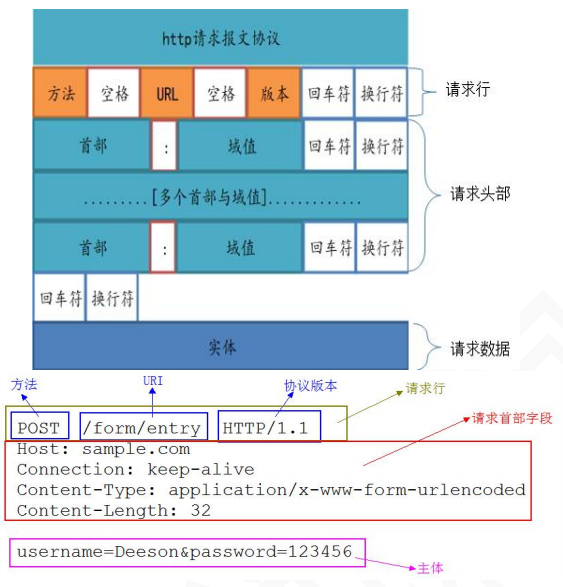 http请求报文协议
方法 空格 URL 空格 版本 回车符 换行符 请求行
首部 : 域值 回车符 换行符
.........[多个首部与域值]............. 请求头部
首部 : 域值 回车符 换行符
回车符 换行符
实体 请求数据
方法 URI 协议版本 请求行
POST /form/entry HTTP/1.1 请求首部字段
Host: sample.com
Connection: keep-alive
Content-Type: application/x-www-form-urlencoded
Content-Length: 32
username=Deeson&password=123456
主体